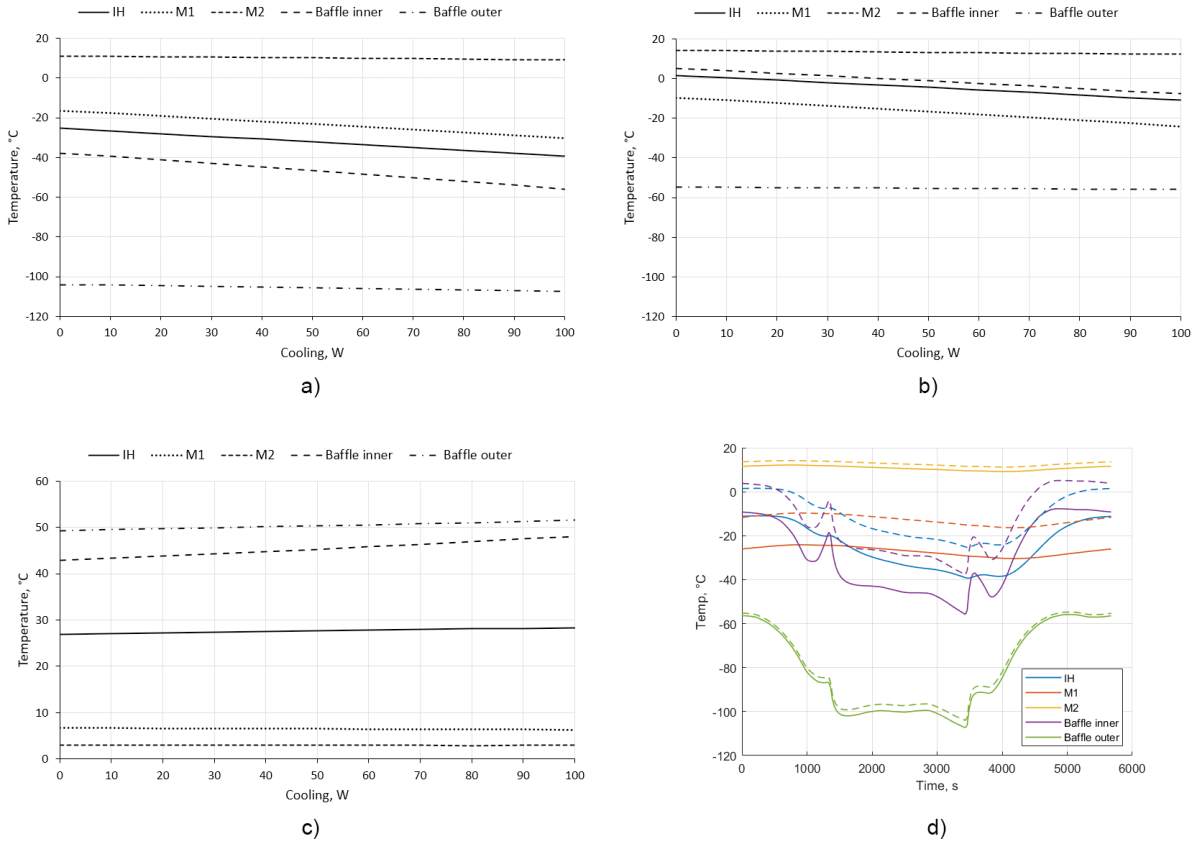 IH M1 M2 Baffle inner Baffle outer
20
0
-20
-40
-60
-80
-100
-120
Temperature, °C
0 10 20 30 40 50 60 70 80 90 100
Cooling, W
a)
IH M1 M2 Baffle inner Baffle outer
20
0
-20
-40
-60
-80
-100
-120
Temperature, °C
0 10 20 30 40 50 60 70 80 90 100
Cooling, W
b)
IH M1 M2 Baffle inner Baffle outer
60
50
40
30
20
10
0
Temperature, °C
0 10 20 30 40 50 60 70 80 90 100
Cooling, W
c)
20
0
-20
-40
-60
-80
-100
-120
Temp, °C
IH
M1
M2
Baffle inner
Baffle outer
0 1000 2000 3000 4000 5000 6000
Time, s
d)